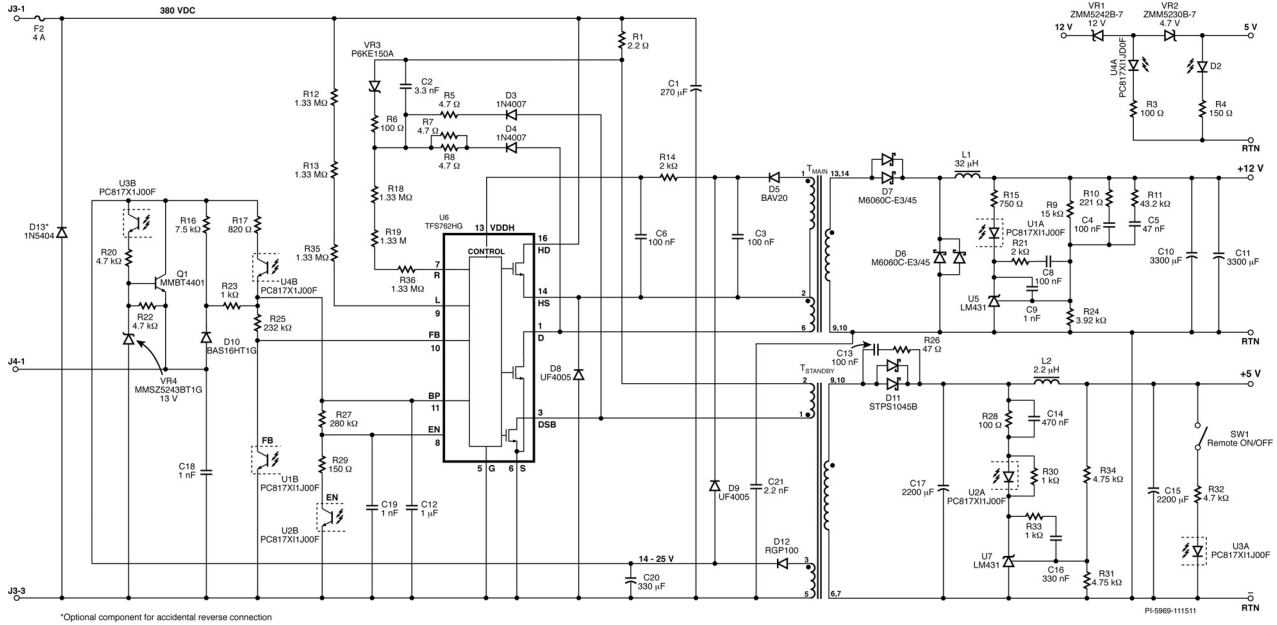 J3-1
F2
4 A
380 VDC
R1
2.2 Ω
VR3
P6KE150A
C2
3.3 nF
R5
4.7 Ω
D3
1N4007
C1
270 μF
R12
1.33 MΩ
R6
100 Ω
R7
4.7 Ω
D4
1N4007
R8
4.7 Ω
VR1
ZMM5242B-7
12 V
VR2
ZMM5230B-7
4.7 V
12 V
5 V
U4A
PC817XI1JD0F
D2
R3
100 Ω
R4
150 Ω
RTN
R13
1.33 MΩ
R18
1.33 MΩ
R14
2 kΩ
D5
BAV20
1
TMAIN
13,14
D7
M6060C-E3/45
L1
32 μH
+12 V
U3B
PC817X1J00F
R16
7.5 kΩ
R17
820 Ω
U6
TFS762HG
13 VDDH
R15
750 Ω
R9
15 kΩ
R10
221 Ω
R11
43.2 kΩ
D13*
1N5404
R20
4.7 kΩ
Q1
MMBT4401
R35
1.33 MΩ
R19
1.33 M
R36
1.33 MΩ
CONTROL
16
HD
C6
100 nF
C3
100 nF
U1A
PC817XI1J00F
C4
100 nF
C5
47 nF
R21
2 kΩ
C8
100 nF
D6
M6060C-E3/45
C10
3300 μF
C11
3300 μF
U4B
PC817X1J00F
7
R
R23
1 kΩ
R22
4.7 kΩ
R25
232 kΩ
L
9
14
HS
2
U5
LM431
C9
1 nF
R24
3.92 kΩ
D10
BAS16HT1G
FB
10
1
D
6
9,10
RTN
J4-1
VR4
MMSZ5243BT1G
13 V
D8
UF4005
C13
100 nF
R26
47 Ω
TSTANDBY
9,10
2
D11
STPS1045B
L2
2.2 μH
+5 V
BP
11
R27
280 kΩ
EN
8
3
DSB
1
R28
100 Ω
C14
470 nF
FB
U1B
PC817XI1J00F
C18
1 nF
R29
150 Ω
5 G
6 S
SW1
Remote ON/OFF
EN
U2B
PC817XI1J00F
C19
1 nF
C12
1 μF
D9
UF4005
C21
2.2 nF
C17
2200 μF
U2A
PC817XI1J00F
R30
1 kΩ
R34
4.75 kΩ
C15
2200 μF
R32
4.7 kΩ
R33
1 kΩ
D12
RGP100
14 - 25 V
3
U7
LM431
C16
330 nF
R31
4.75 kΩ
U3A
PC817XI1J00F
C20
330 μF
J3-3
5
6,7
RTN
*Optional component for accidental reverse connection
PI-5969-111511